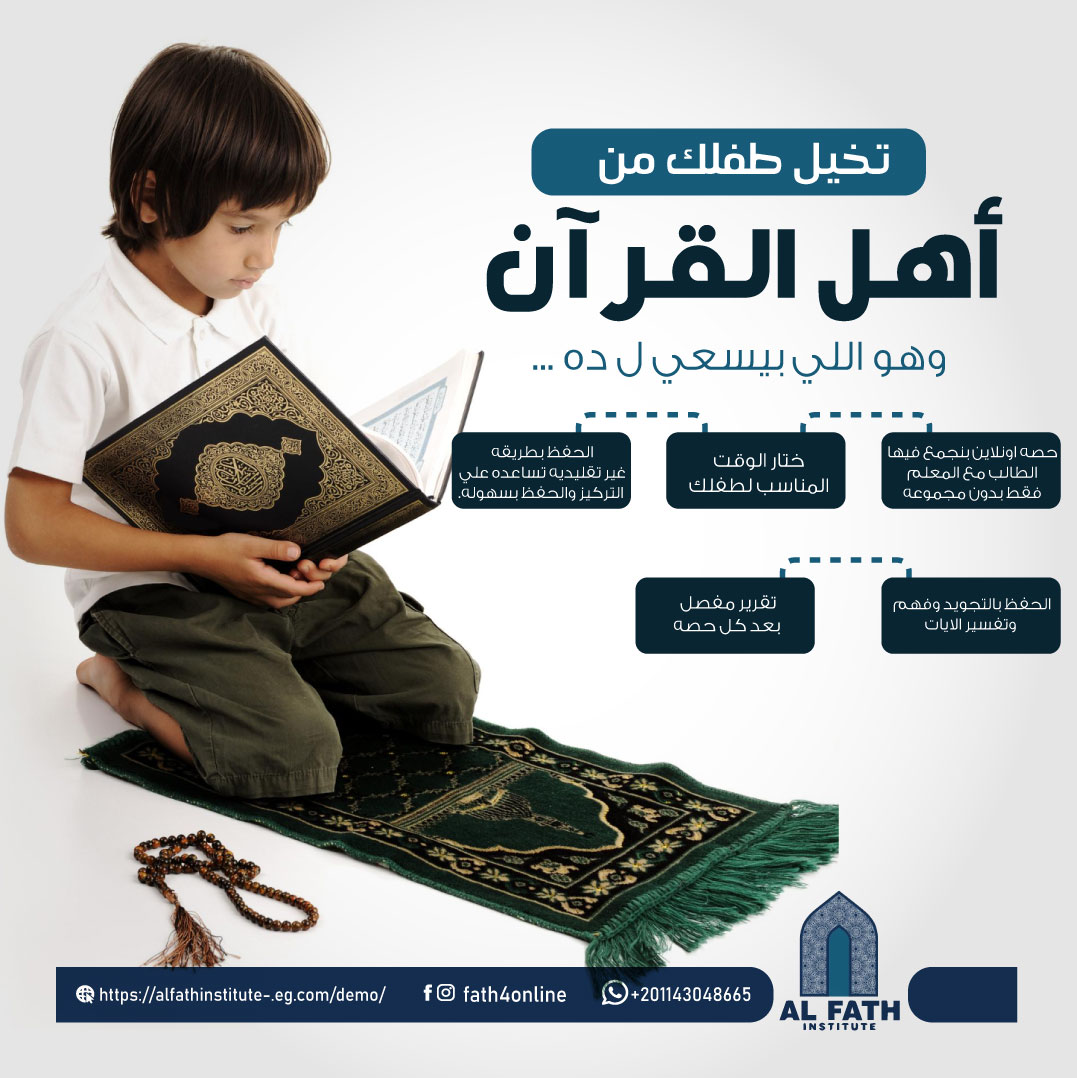 تخيل طفلك من
أهل القرآن
وهو اللي بيسعي ل ده ...
حصه اونلاين بنجمع فيها
الطالب مع المعلم
فقط بدون مجموعه
ختار الوقت
المناسب لطفلك
الحفظ بطريقه
غير تقليديه تساعده علي
التركيز والحفظ بسهوله.
الحفظ بالتجويد وفهم
وتفسير الايات
تقرير مفصل
بعد كل حصه
https://alfathinstitute-.eg.com/demo/
fath4online
+201143048665
AL FATH
INSTITUTE